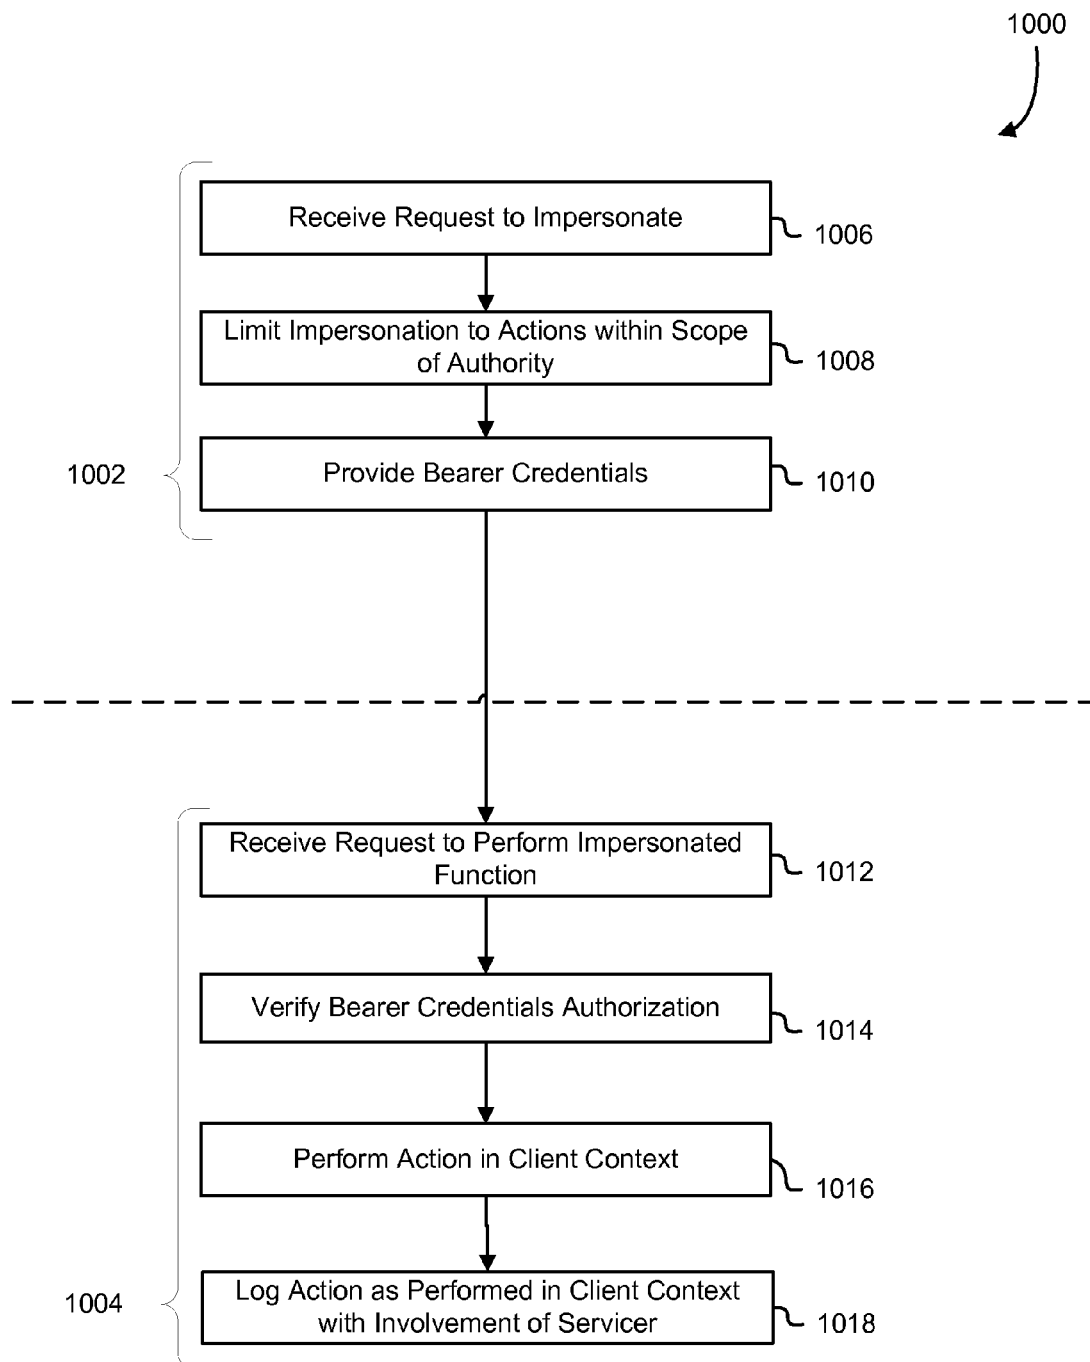 1000
Receive Request to Impersonate
1006
Limit Impersonation to Actions within Scope
of Authority
1008
1002
Provide Bearer Credentials
1010
Receive Request to Perform Impersonated
Function
1012
Verify Bearer Credentials Authorization
1014
Perform Action in Client Context
1016
1004
Log Action as Performed in Client Context
with Involvement of Servicer
1018